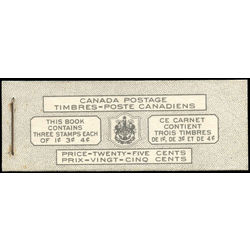 CANADA POSTAGE
TIMBRES-POSTE CANADIENS
THIS BOOK
CONTAINS
THREE STAMPS EACH
OF 1¢ 3¢ 4¢
CE CARNET
CONTIENT
TROIS TIMBRES
DE 1¢, DE 3¢ ET DE 4¢
PRICE-TWENTY-FIVE CENTS
PRIX-VINGT-CINQ CENTS